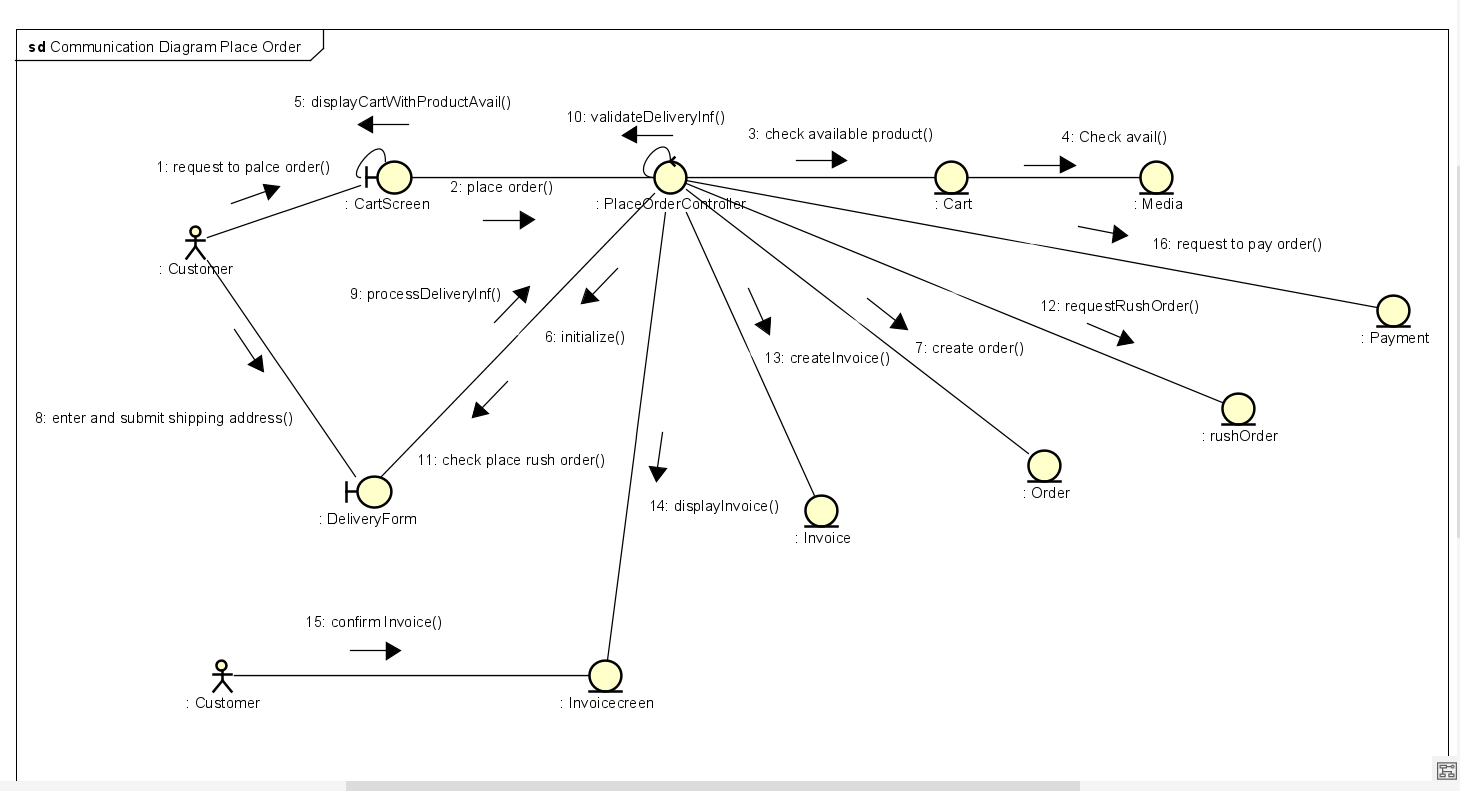 sd Communication Diagram Place Order
5: displayCartWithProductAvail()
10: validateDeliveryInf()
3: check available product()
4: Check avail()
1: request to palce order()
2: place order()
: CartScreen
: PlaceOrderController
: Cart
: Media
16: request to pay order()
: Customer
9: processDeliveryInf()
12: requestRushOrder()
6: initialize()
: Payment
13: createInvoice()
7: create order()
8: enter and submit shipping address()
: rushOrder
11: check place rush order()
: Order
14: displayInvoice()
: DeliveryForm
: Invoice
15: confirm Invoice()
: Customer
: Invoicecreen